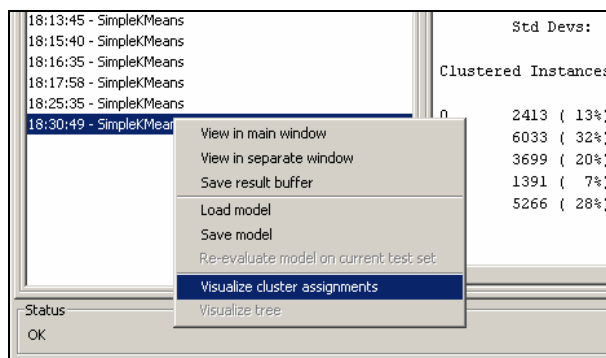 18:13:45 - SimpleKMeans
18:15:40 - SimpleKMeans
18:16:35 - SimpleKMeans
18:17:58 - SimpleKMeans
18:25:35 - SimpleKMeans
18:30:49 - SimpleKMean
View in main window
View in separate window
Save result buffer
Load model
Save model
Re-evaluate model on current test set
Visualize cluster assignments
Visualize tree
Std Devs:
Clustered Instances
0 2413 ( 13%)
6033 ( 32%)
3699 ( 20%)
1391 ( 7%)
5266 ( 28%)
Status
OK